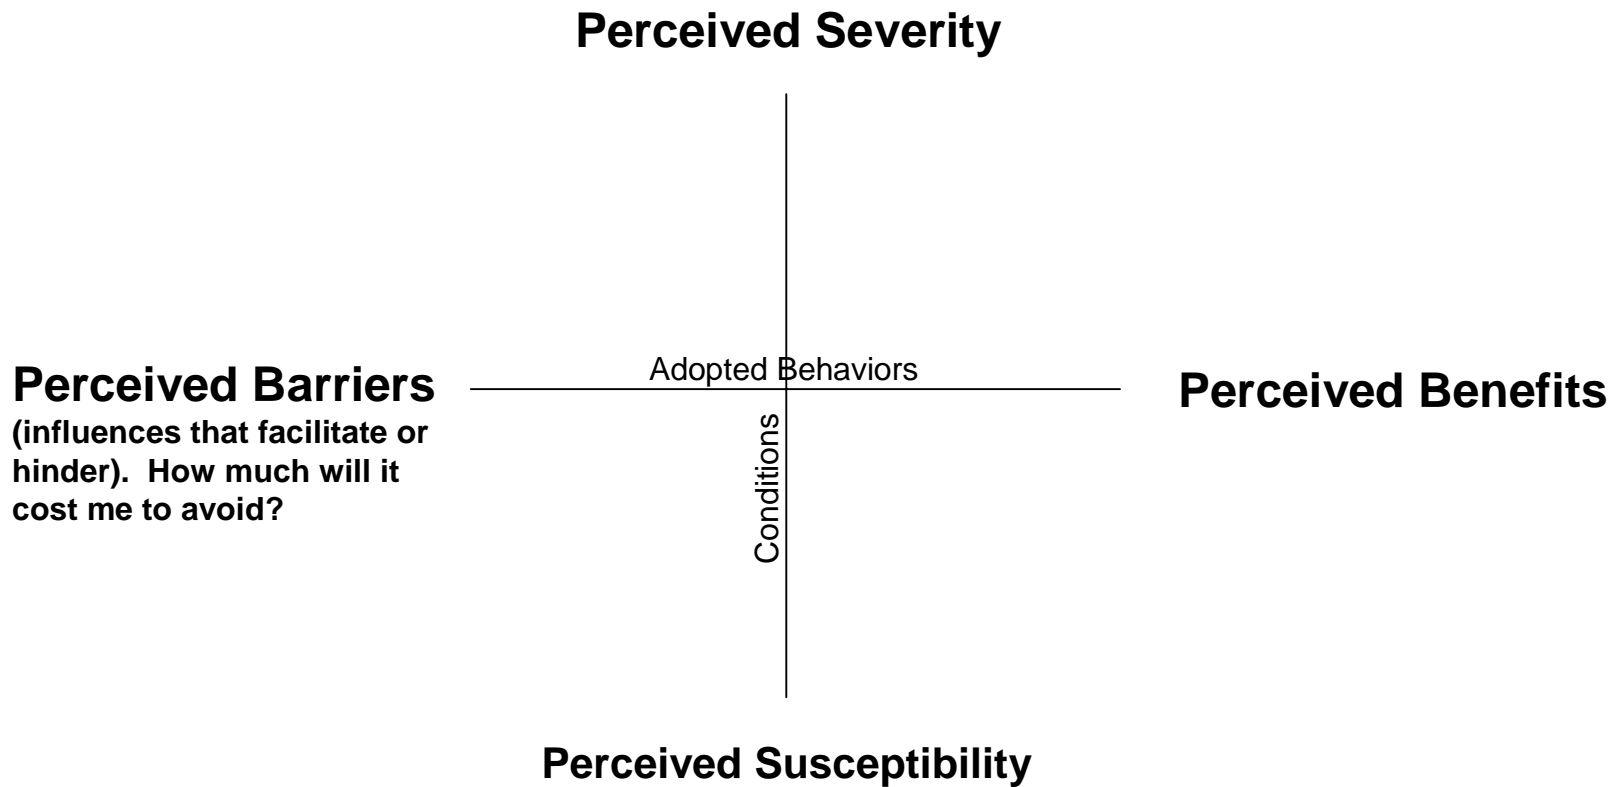 Perceived Severity
Adopted Behaviors
Perceived Barriers
(influences that facilitate or
hinder).  How much will it
cost me to avoid?
Perceived Benefits
Conditions
Perceived Susceptibility